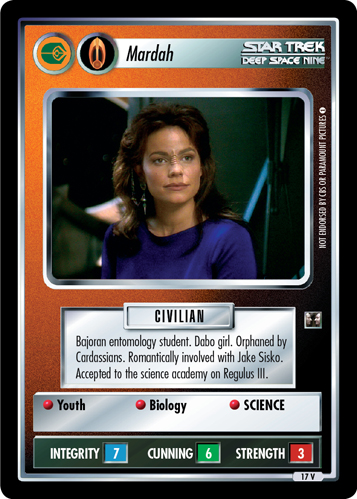 Mardah
STAR TREK
DEEP SPACE NINE
NOT ENDORSED BY CBS OR PARAMOUNT PICTURES
CIVILIAN
Bajoran entomology student. Dabo girl. Orphaned by
Cardassians. Romantically involved with Jake Sisko.
Accepted to the science academy on Regulus III.
Youth Biology SCIENCE
INTEGRITY 7 CUNNING 6 STRENGTH 3
17 V